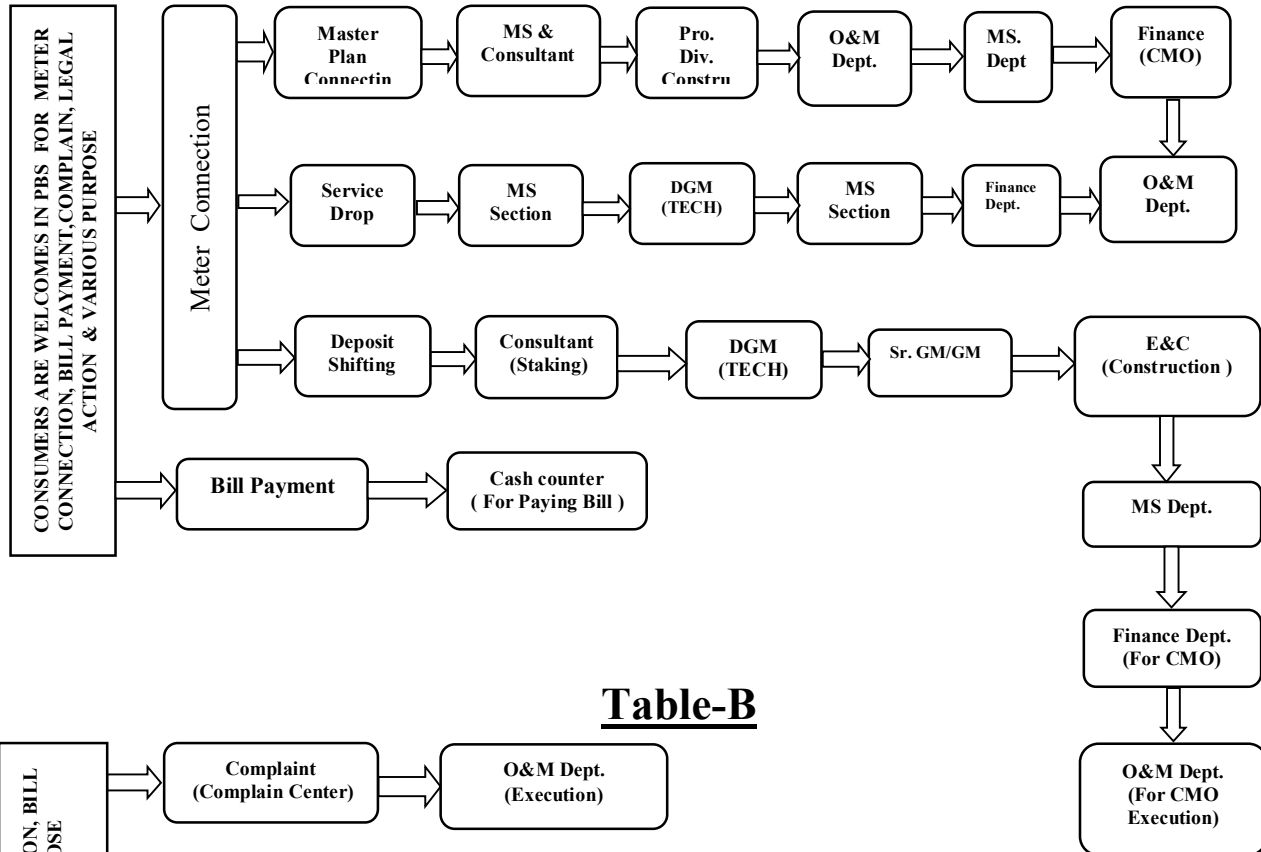 CONSUMERS ARE WELCOMES IN PBS FOR METER
CONNECTION, BILL PAYMENT,COMPLAIN, LEGAL
ACTION & VARIOUS PURPOSE
Meter Connection
Master
Plan
Connectin
MS &
Consultant
Pro.
Div.
Constru
O&M
Dept.
MS.
Dept
Finance
(CMO)
Service
Drop
MS
Section
DGM
(TECH)
MS
Section
Finance
Dept.
O&M
Dept.
Deposit
Shifting
Consultant
(Staking)
DGM
(TECH)
Sr. GM/GM
E&C
(Construction )
Bill Payment
Cash counter
( For Paying Bill )
MS Dept.
Finance Dept.
(For CMO)
O&M Dept.
(For CMO
Execution)
Table-B
ON, BILL
OSE
Complaint
(Complain Center)
O&M Dept.
(Execution)